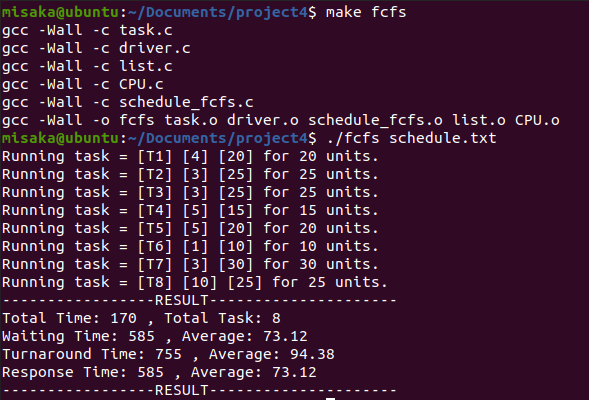 misaka@ubuntu:~/Documents/project4$ make fcfs
gcc -Wall -c task.c
gcc -Wall -c driver.c
gcc -Wall -c list.c
gcc -Wall -c CPU.c
gcc -Wall -c schedule_fcfs.c
gcc -Wall -o fcfs task.o driver.o schedule_fcfs.o list.o CPU.o
misaka@ubuntu:~/Documents/project4$ ./fcfs schedule.txt
Running task = [T1] [4] [20] for 20 units.
Running task = [T2] [3] [25] for 25 units.
Running task = [T3] [3] [25] for 25 units.
Running task = [T4] [5] [15] for 15 units.
Running task = [T5] [5] [20] for 20 units.
Running task = [T6] [1] [10] for 10 units.
Running task = [T7] [3] [30] for 30 units.
Running task = [T8] [10] [25] for 25 units.
-----------------RESULT---------------------
Total Time: 170 , Total Task: 8
Waiting Time: 585 , Average: 73.12
Turnaround Time: 755 , Average: 94.38
Response Time: 585 , Average: 73.12
-----------------RESULT---------------------